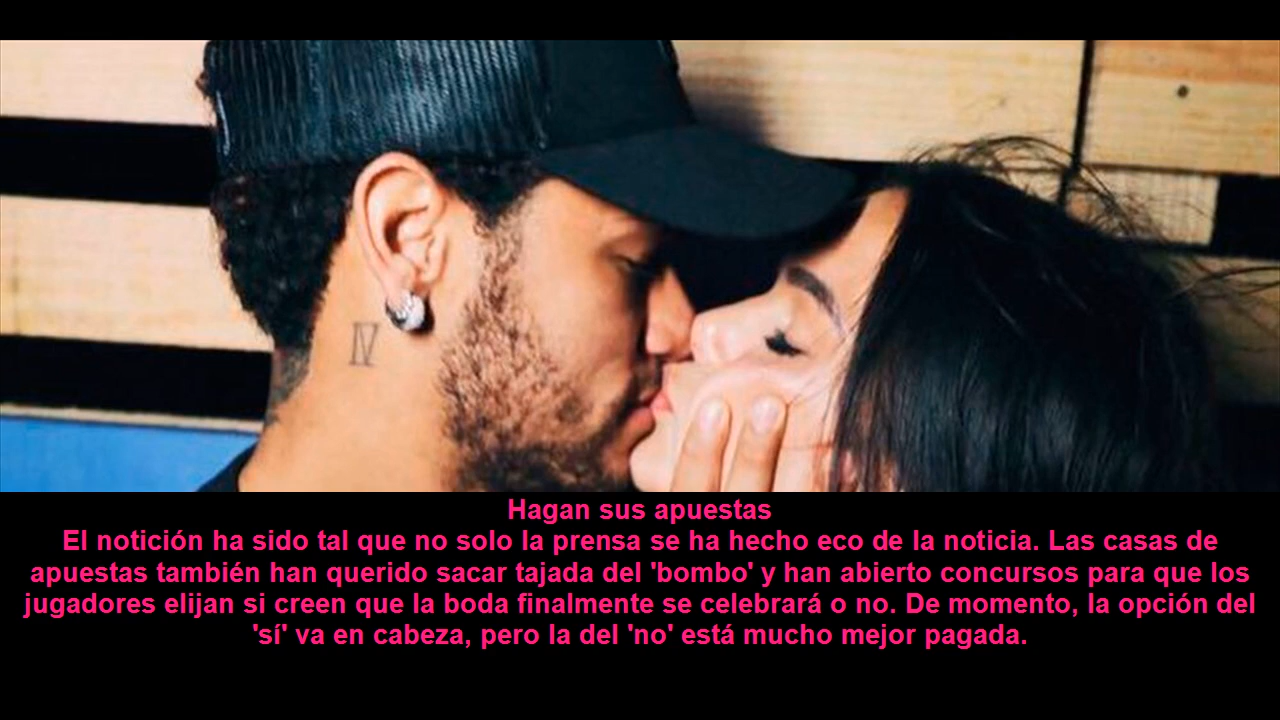 IV
Hagan sus apuestas
El notición ha sido tal que no solo la prensa se ha hecho eco de la noticia. Las casas de
apuestas también han querido sacar tajada del 'bombo' y han abierto concursos para que los
jugadores elijan si creen que la boda finalmente se celebrará o no. De momento, la opción del
'sí' va en cabeza, pero la del 'no' está mucho mejor pagada.